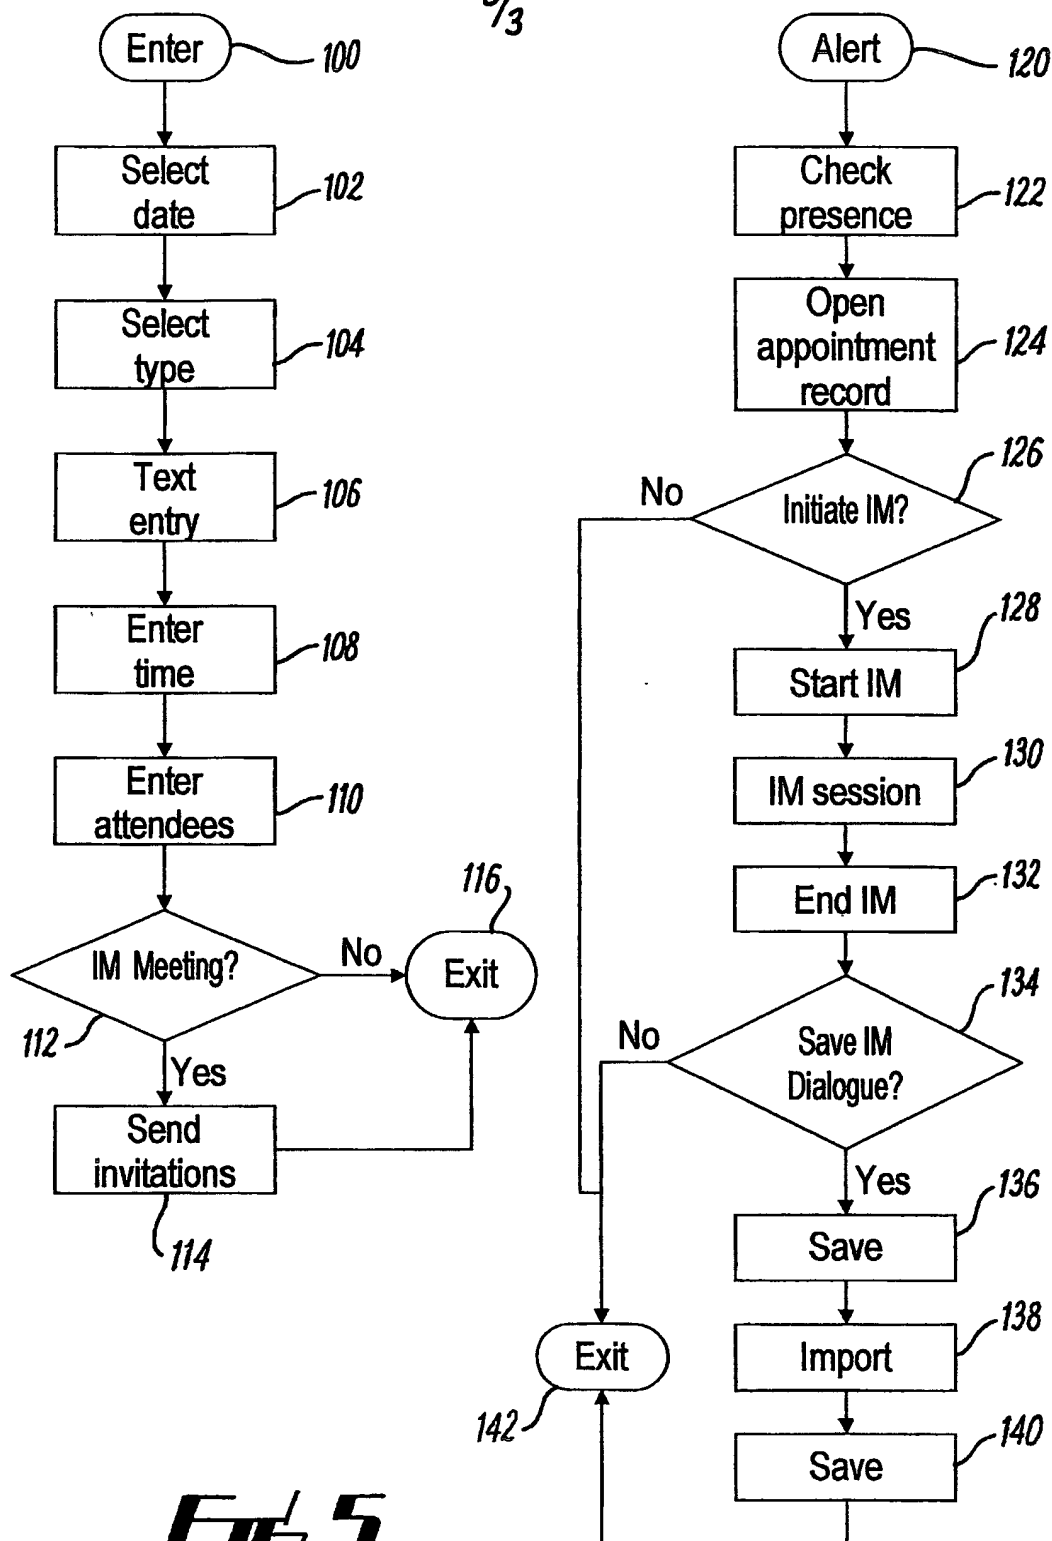 /3
Enter
100
Select
date
102
Select
type
104
Text
entry
106
Enter
time
108
Enter
attendees
110
IM Meeting?
112
No
116
Exit
Yes
Send
invitations
114
Alert
120
Check
presence
122
Open
appointment
record
124
126
No
Initiate IM?
Yes
128
Start IM
130
IM session
132
End IM
134
No
Save IM
Dialogue?
Yes
136
Save
138
Import
Exit
142
140
Save
Fig. 5